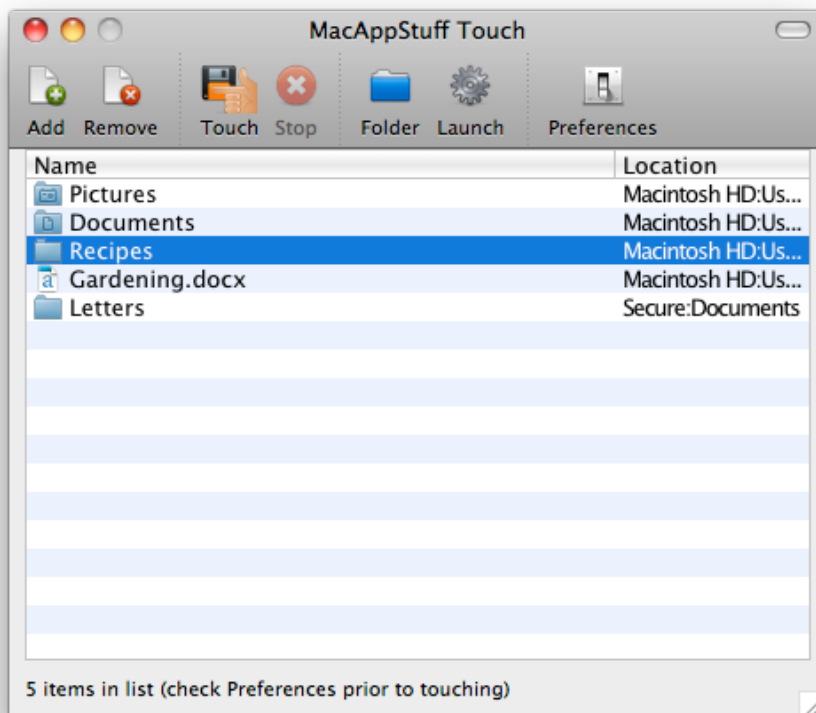 MacAppStuff Touch
Add Remove Touch Stop Folder Launch Preferences
Name Location
Pictures Macintosh HD:Us...
Documents Macintosh HD:Us...
Recipes Macintosh HD:Us...
Gardening.docx Macintosh HD:Us...
Letters Secure:Documents
5 items in list (check Preferences prior to touching)